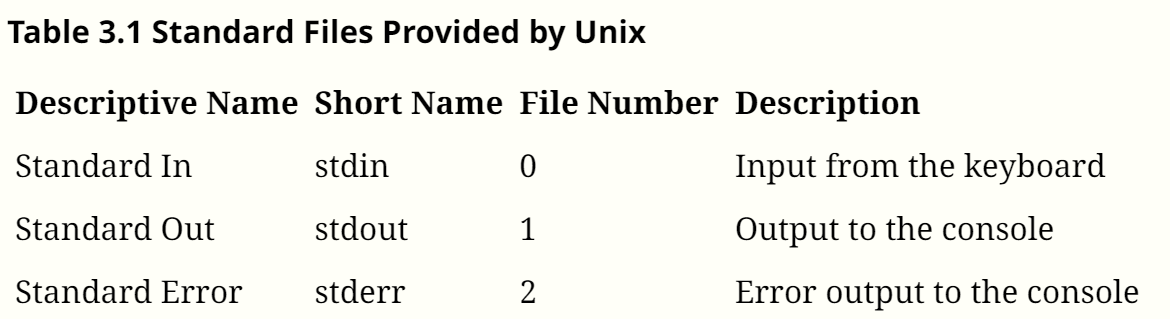 Table 3.1 Standard Files Provided by Unix
Descriptive Name Short Name File Number Description
Standard In stdin 0 Input from the keyboard
Standard Out stdout 1 Output to the console
Standard Error stderr 2 Error output to the console